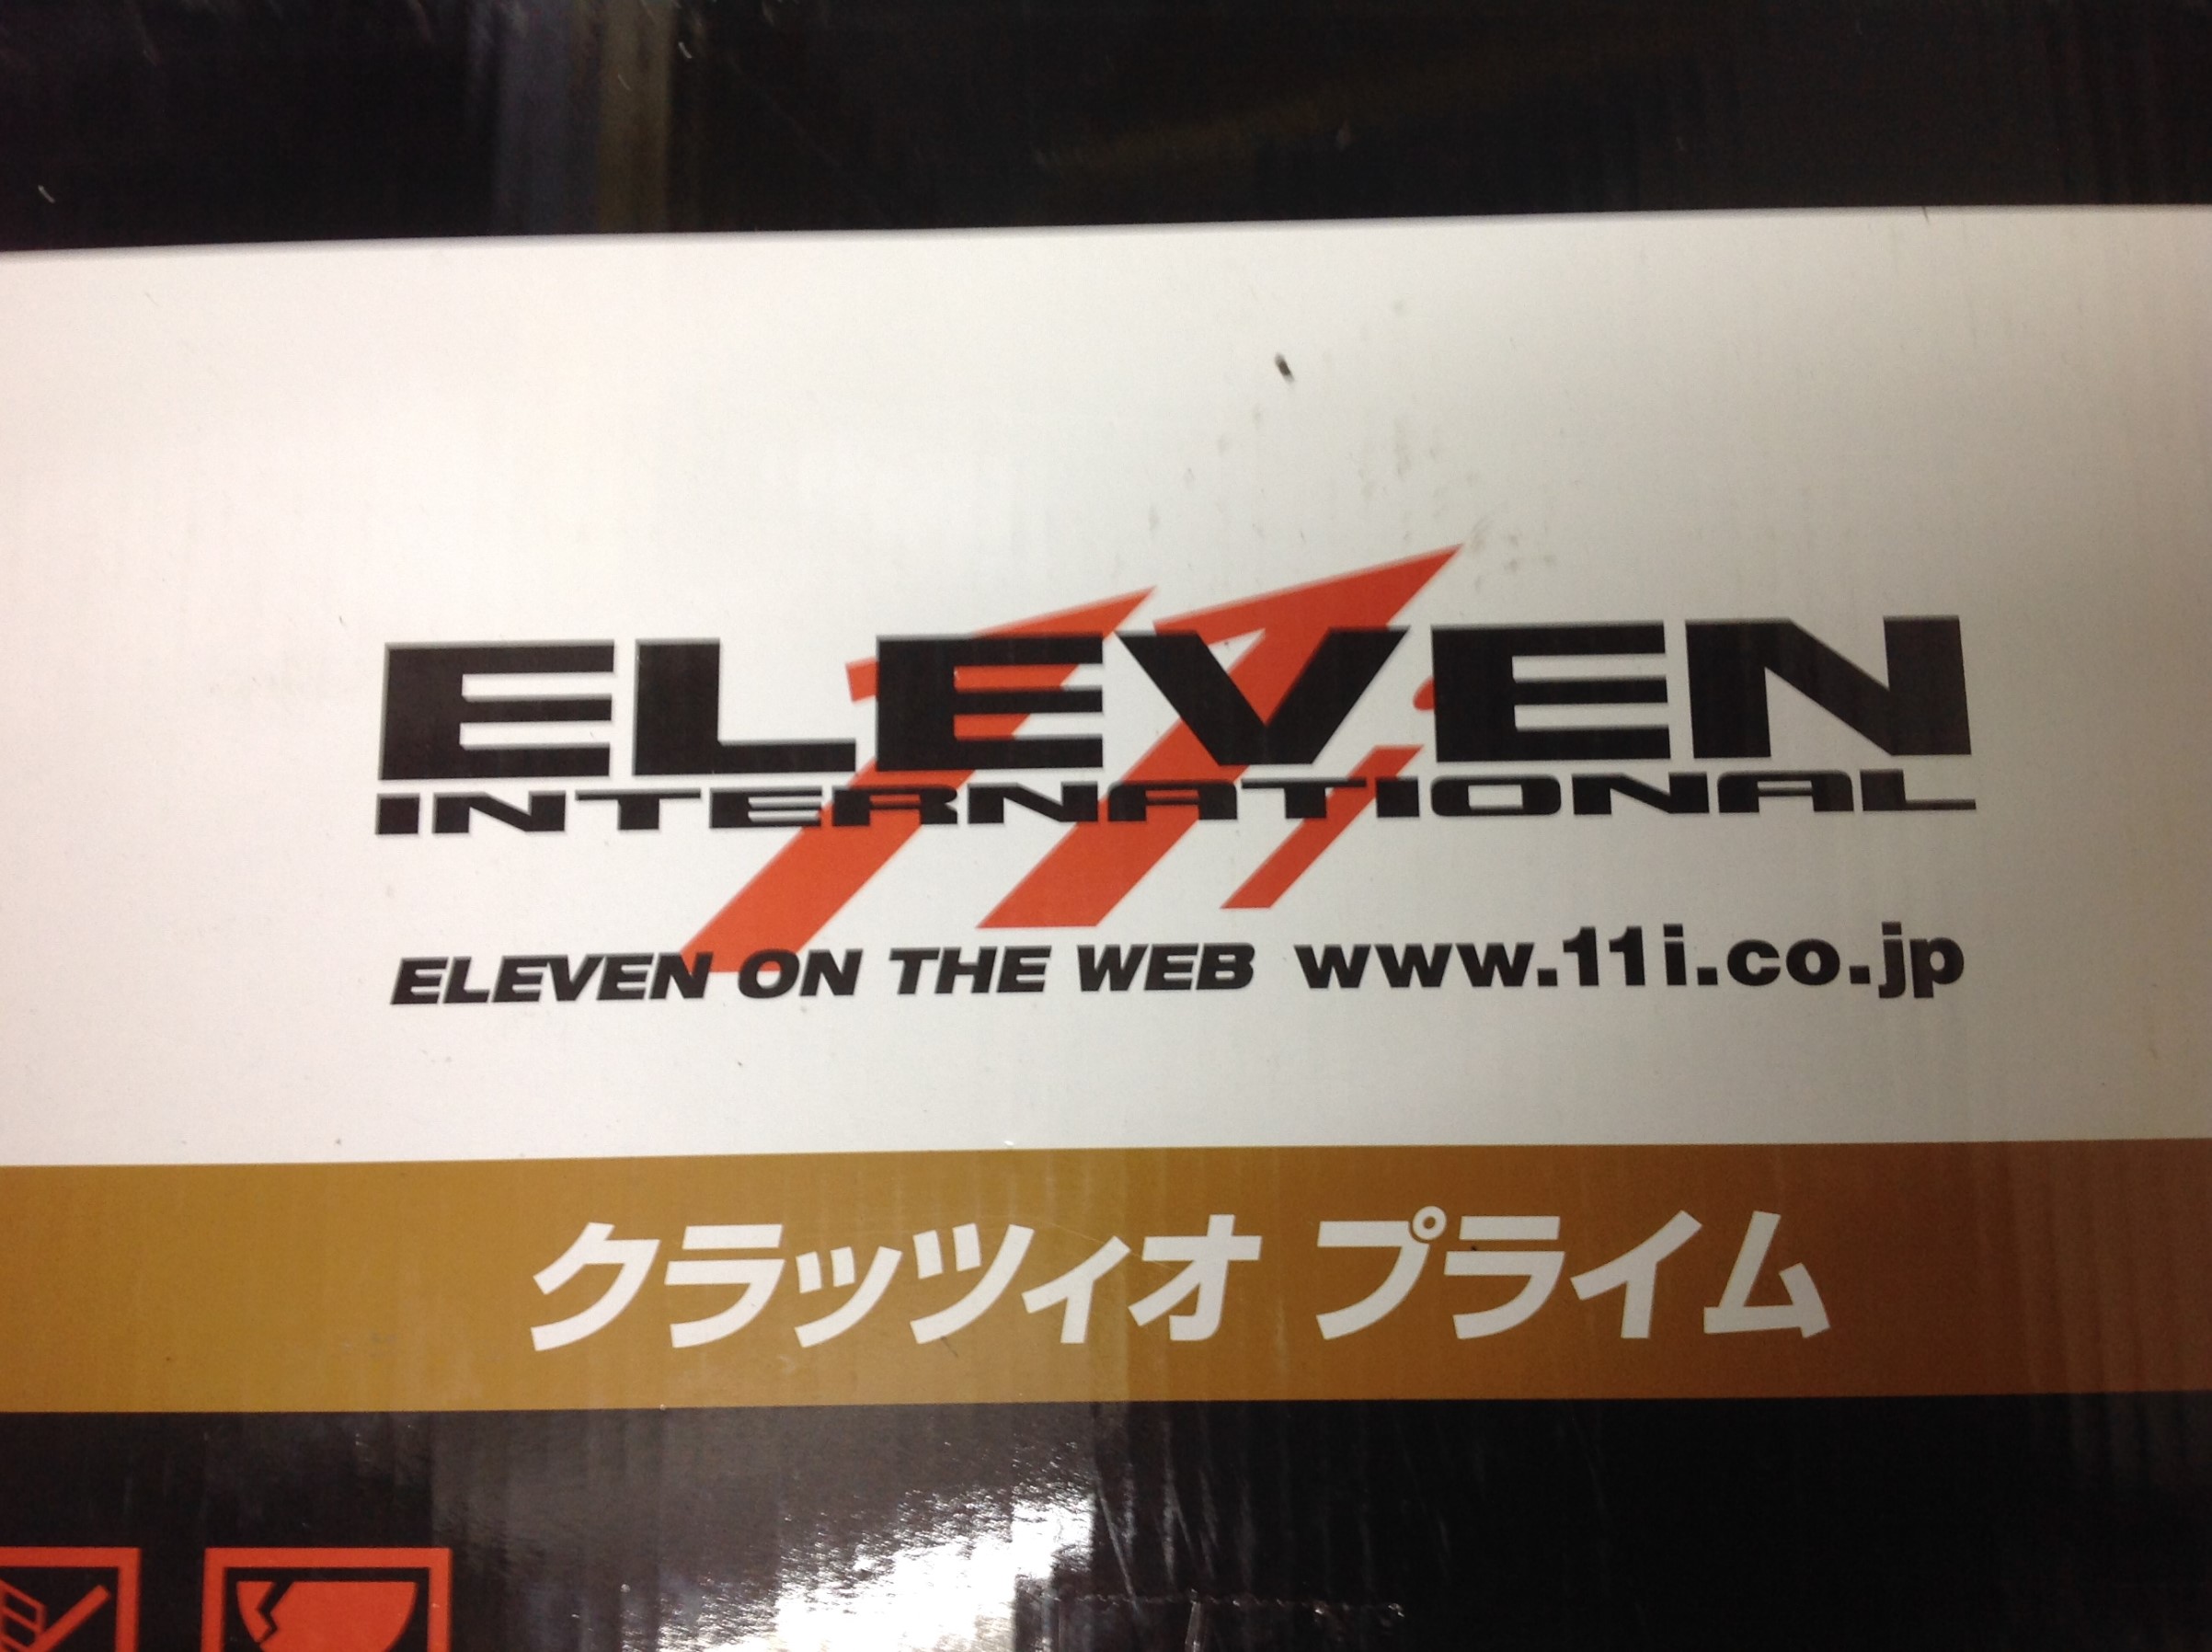 11i
ELEVEN
INTERNATIONAL
ELEVEN ON THE WEB www.11i.co.jp
クラッツィオ プライム